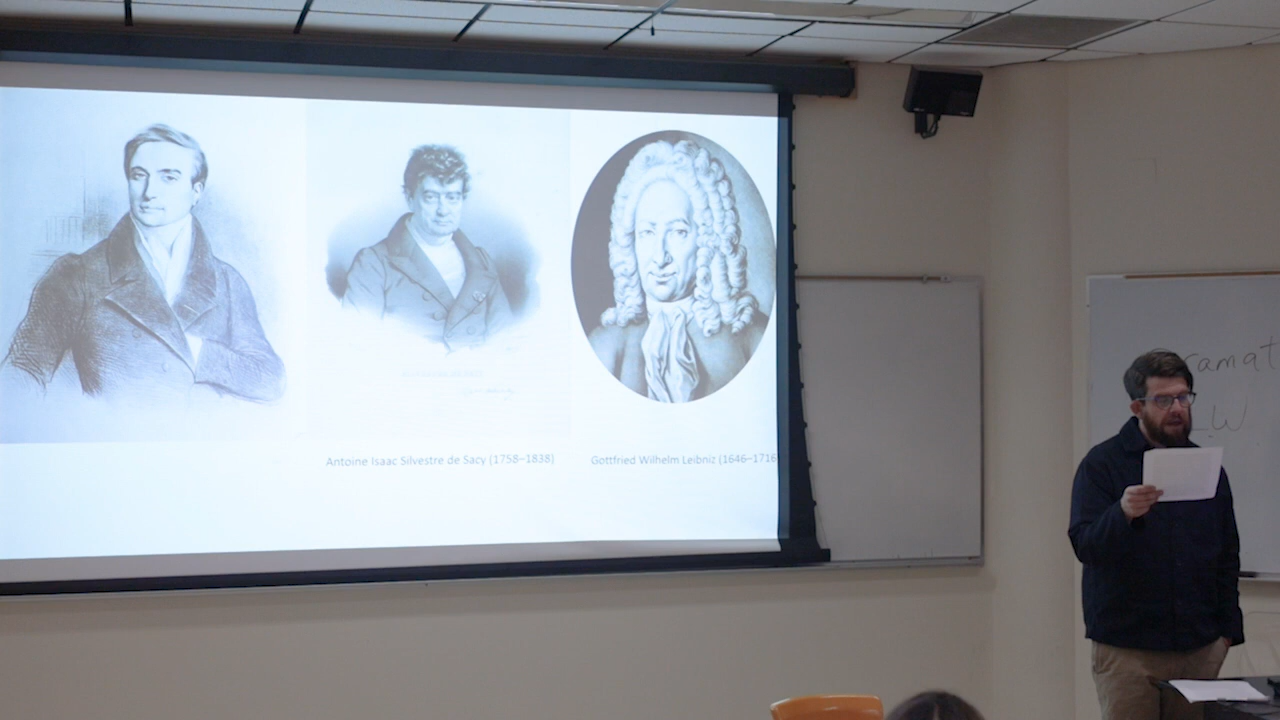 Antoine Isaac Silvestre de Sacy (1758–1838)
Gottfried Wilhelm Leibniz (1646–1716